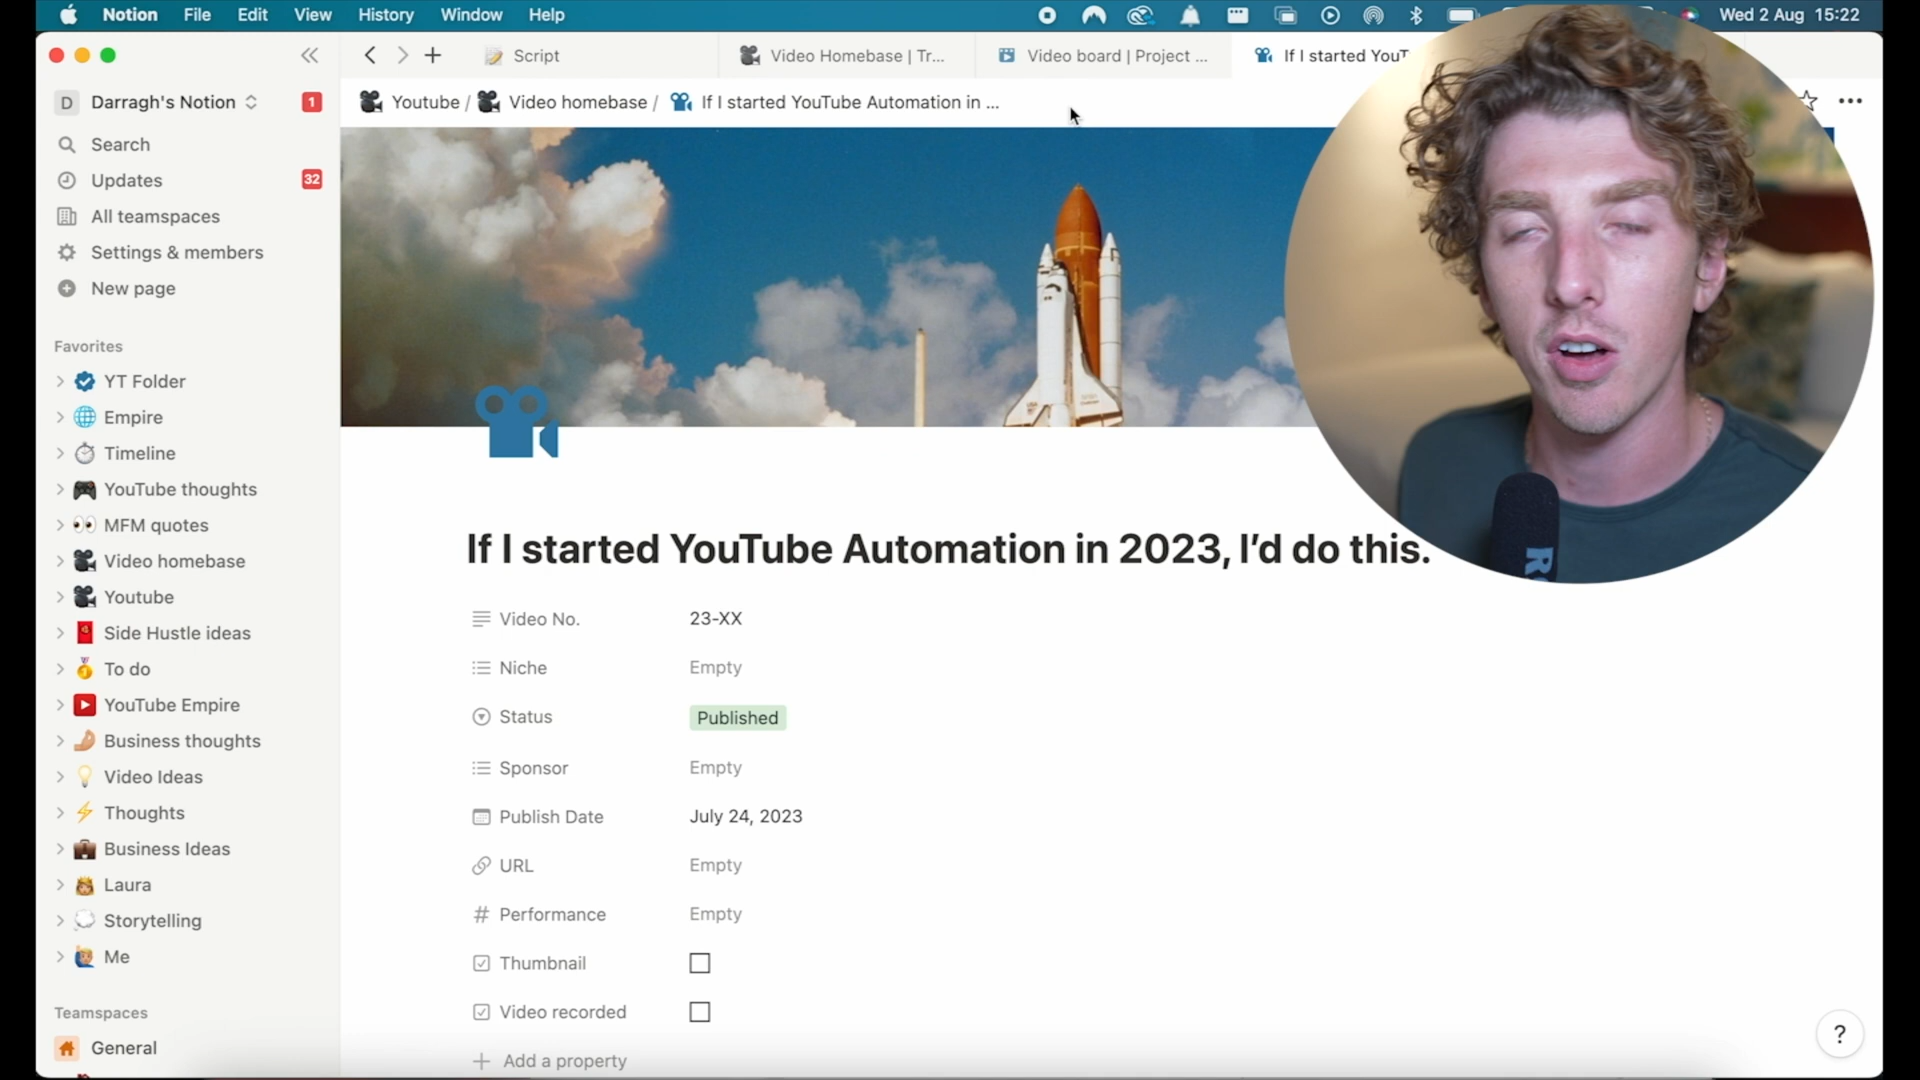 Notion File Edit View History Window Help Wed 2 Aug 15:22
Script Video Homebase | Tr... Video board | Project ... If I started YouT
D Darragh's Notion 1
Youtube / Video homebase / If I started YouTube Automation in ...
Search
Updates 32
All teamspaces
Settings & members
New page
Favorites
YT Folder
Empire
Timeline
YouTube thoughts
MFM quotes
Video homebase
Youtube
Side Hustle ideas
To do
YouTube Empire
Business thoughts
Video Ideas
Thoughts
Business Ideas
Laura
Storytelling
Me
Teamspaces
General
If I started YouTube Automation in 2023, I'd do this.
Video No. 23-XX
Niche Empty
Status Published
Sponsor Empty
Publish Date July 24, 2023
URL Empty
Performance Empty
Thumbnail
Video recorded
Add a property
?